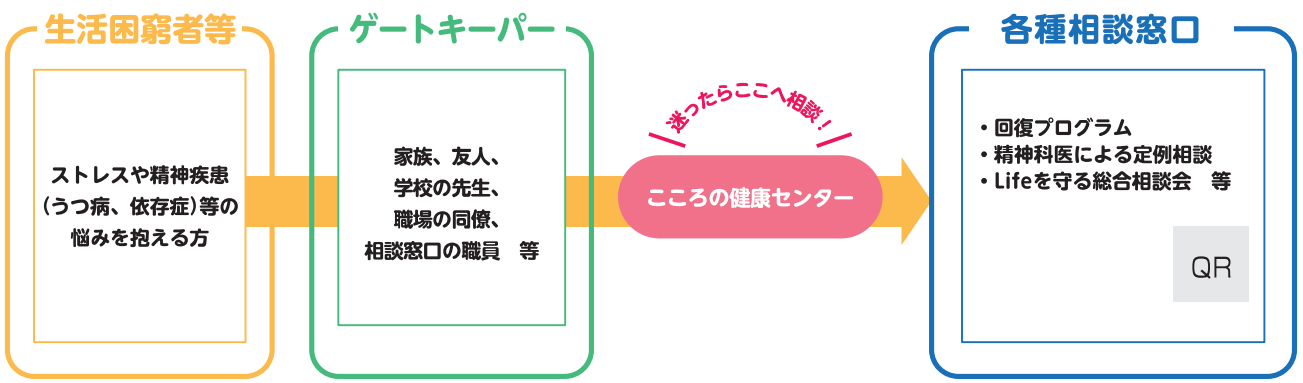 生活困窮者等
ストレスや精神疾患
(うつ病、依存症)等の
悩みを抱える方
ゲートキーパー
家族、友人、
学校の先生、
職場の同僚、
相談窓口の職員　等
迷ったらここへ相談！
こころの健康センター
各種相談窓口
・回復プログラム
・精神科医による定例相談
・Lifeを守る総合相談会　等
QR